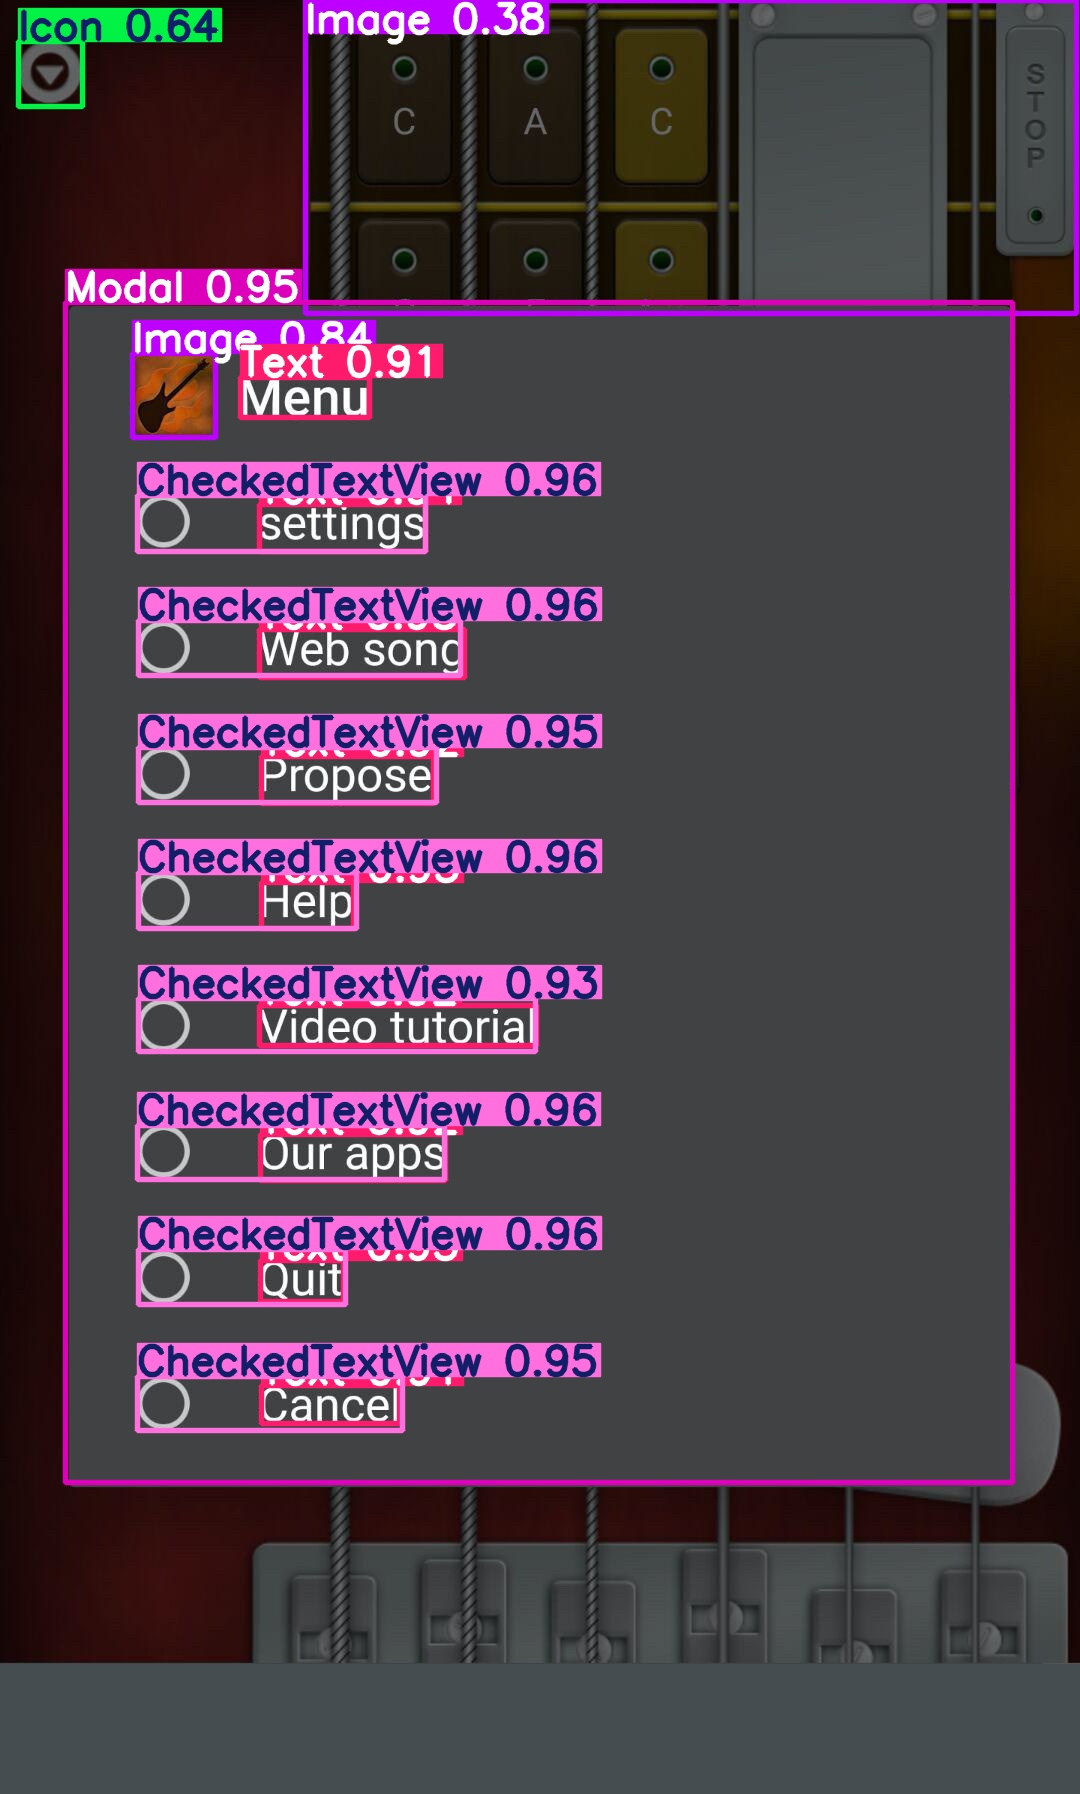 Icon 0.64
Image 0.38
C A C
STOP
Modal 0.95
Image 0.84
Text 0.91
Menu
CheckedTextView 0.96
settings
CheckedTextView 0.96
Web song
CheckedTextView 0.95
Propose
CheckedTextView 0.96
Help
CheckedTextView 0.93
Video tutorial
CheckedTextView 0.96
Our apps
CheckedTextView 0.96
Quit
CheckedTextView 0.95
Cancel